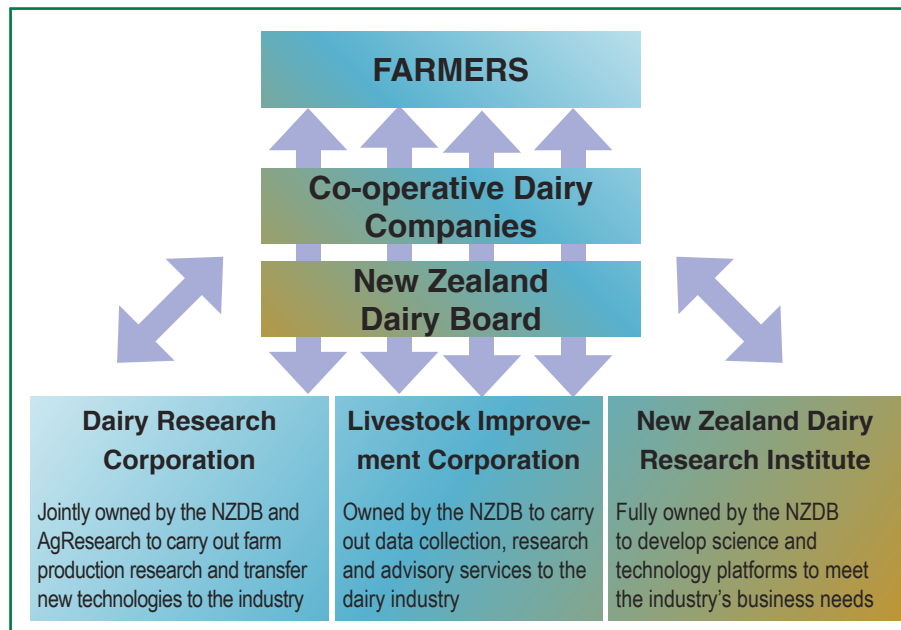 FARMERS
Co-operative Dairy
Companies
New Zealand
Dairy Board
Dairy Research
Corporation
Jointly owned by the NZDB and
AgResearch to carry out farm
production research and transfer
new technologies to the industry
Livestock Improve-
ment Corporation
Owned by the NZDB to carry
out data collection, research
and advisory services to the
dairy industry
New Zealand Dairy
Research Institute
Fully owned by the NZDB
to develop science and
technology platforms to meet
the industry's business needs